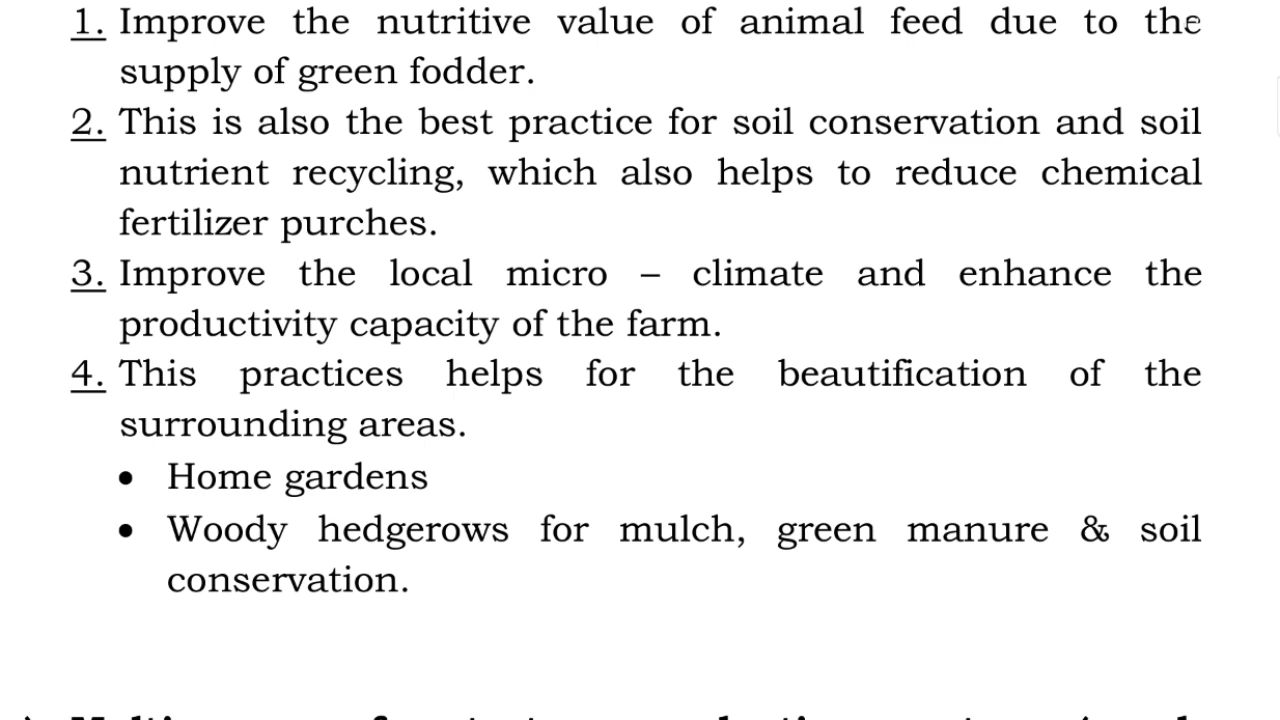 1. Improve the nutritive value of animal feed due to the
supply of green fodder.
2. This is also the best practice for soil conservation and soil
nutrient recycling, which also helps to reduce chemical
fertilizer purches.
3. Improve the local micro – climate and enhance the
productivity capacity of the farm.
4. This practices helps for the beautification of the
surrounding areas.
• Home gardens
• Woody hedgerows for mulch, green manure & soil
conservation.